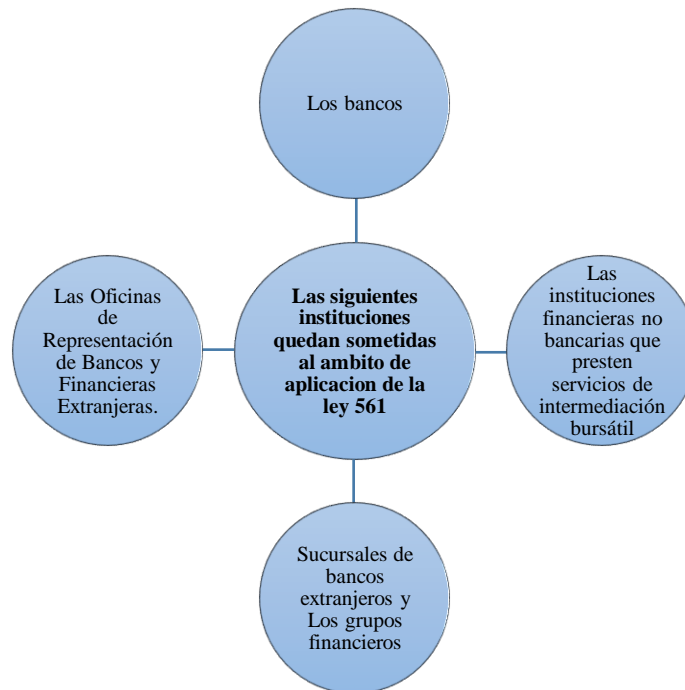 Los bancos
Las Oficinas
de
Representación
de Bancos y
Financieras
Extranjeras.
Las siguientes
instituciones
quedan sometidas
al ambito de
aplicacion de la
ley 561
Las
instituciones
financieras no
bancarias que
presten
servicios de
intermediación
bursátil
Sucursales de
bancos
extranjeros y
Los grupos
financieros